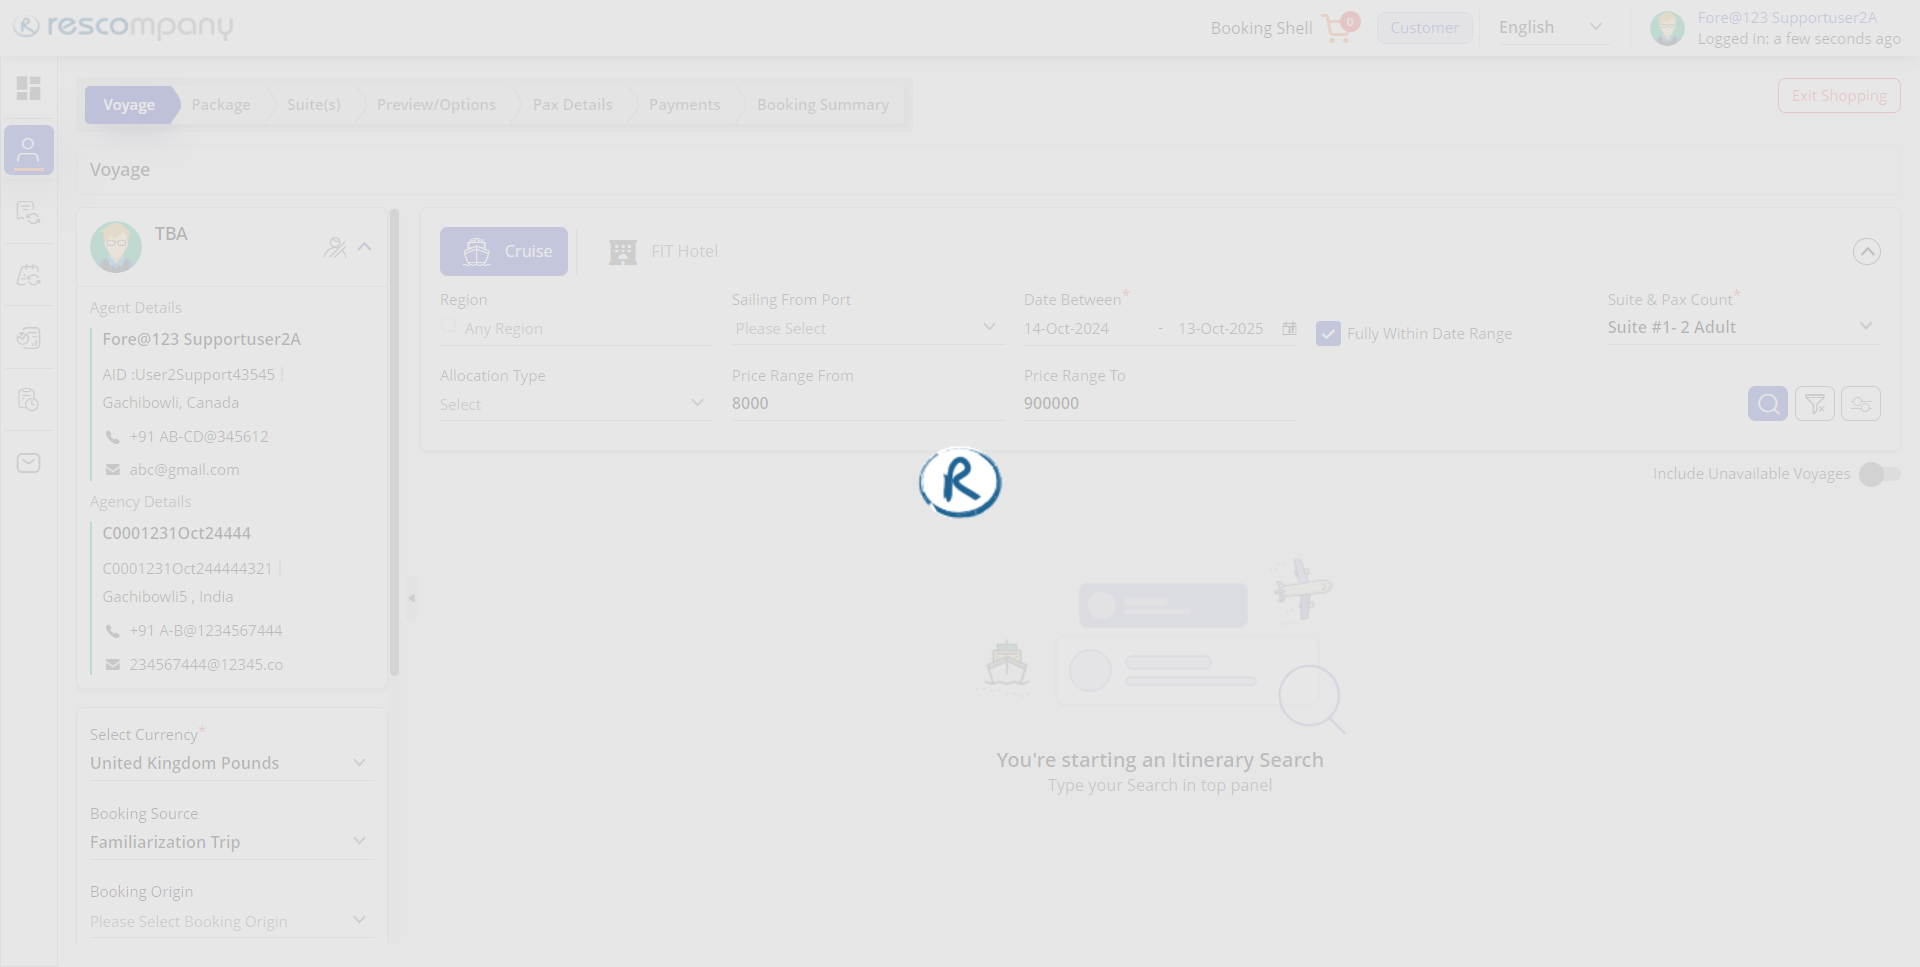 rescompany
Booking Shell
0
Customer
English
Fore@123 Supportuser2A
Logged in: a few seconds ago
Voyage
Package
Suite(s)
Preview/Options
Pax Details
Payments
Booking Summary
Exit Shopping
Voyage
TBA
Agent Details
Fore@123 Supportuser2A
AID :User2Support43545 |
Gachibowli, Canada
+91 AB-CD@345612
abc@gmail.com
Agency Details
C0001231Oct24444
C0001231Oct244444321 |
Gachibowli5 , India
+91 A-B@1234567444
234567444@12345.co
Select Currency*
United Kingdom Pounds
Booking Source
Familiarization Trip
Booking Origin
Please Select Booking Origin
Cruise
FIT Hotel
Region
Any Region
Sailing From Port
Please Select
Date Between*
14-Oct-2024 - 13-Oct-2025
Fully Within Date Range
Suite & Pax Count*
Suite #1- 2 Adult
Allocation Type
Select
Price Range From
8000
Price Range To
900000
R
Include Unavailable Voyages
You're starting an Itinerary Search
Type your Search in top panel